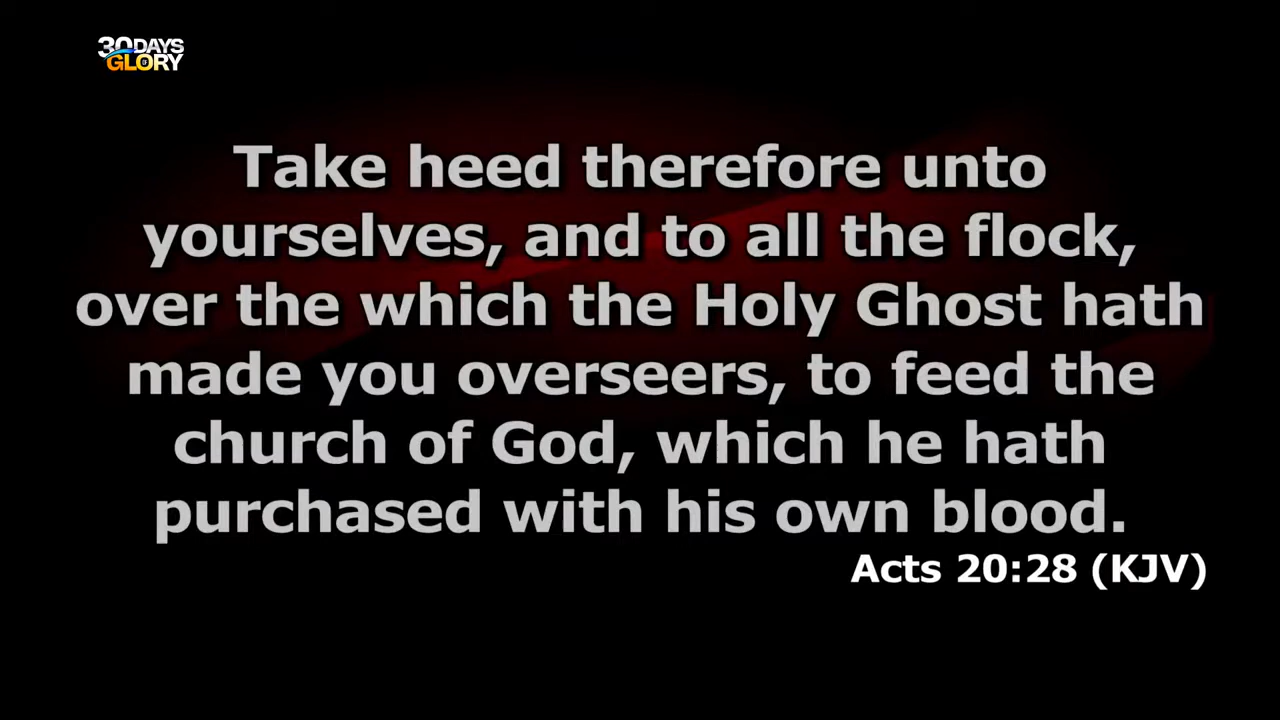 30DAYS
OF
GLORY
Take heed therefore unto
yourselves, and to all the flock,
over the which the Holy Ghost hath
made you overseers, to feed the
church of God, which he hath
purchased with his own blood.
Acts 20:28 (KJV)